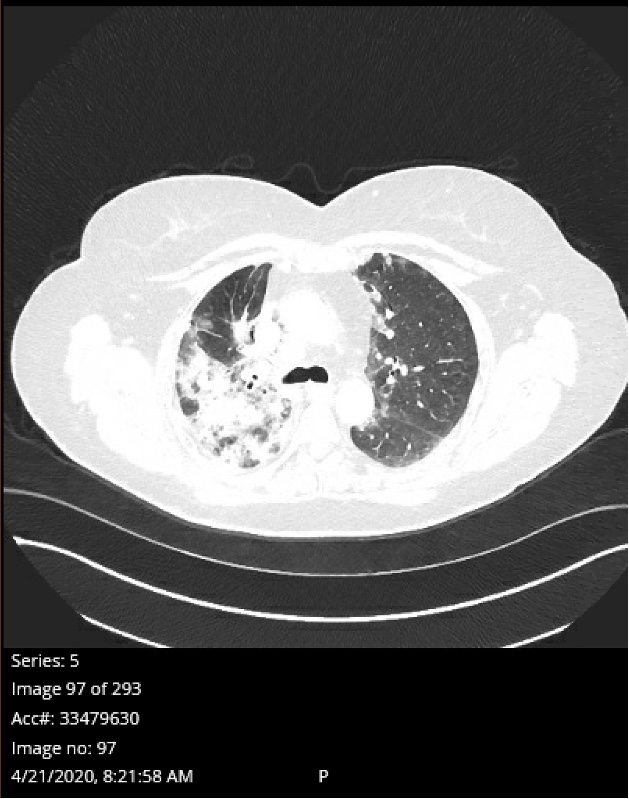 Series: 5
Image 97 of 293
Acc#: 33479630
Image no: 97
4/21/2020, 8:21:58 AM
P